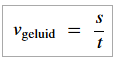 v_geluid = s/t